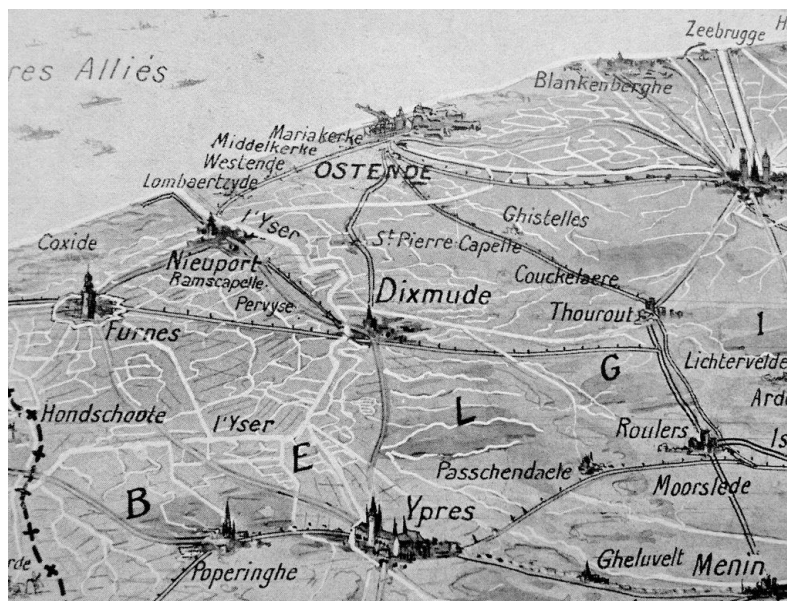 Zeebrugge
H
res Alliés
Blankenberghe
Mariakerke
Middelkerke
Westende
OSTENDE
Lombaertzyde
l'Yser
Ghistelles
Coxide
St. Pierre-Capelle
Nieuport
Ramscapelle
Couckelaere
Pervyse
Dixmude
Thourout
Furnes
I
Lichtervelde
G
Arde
Hondschoote
l'Yser
L
Roulers
Is
E
Passchendaele
Moorslede
B
Ypres
Gheluvelt
Menin
Poperinghe
rde